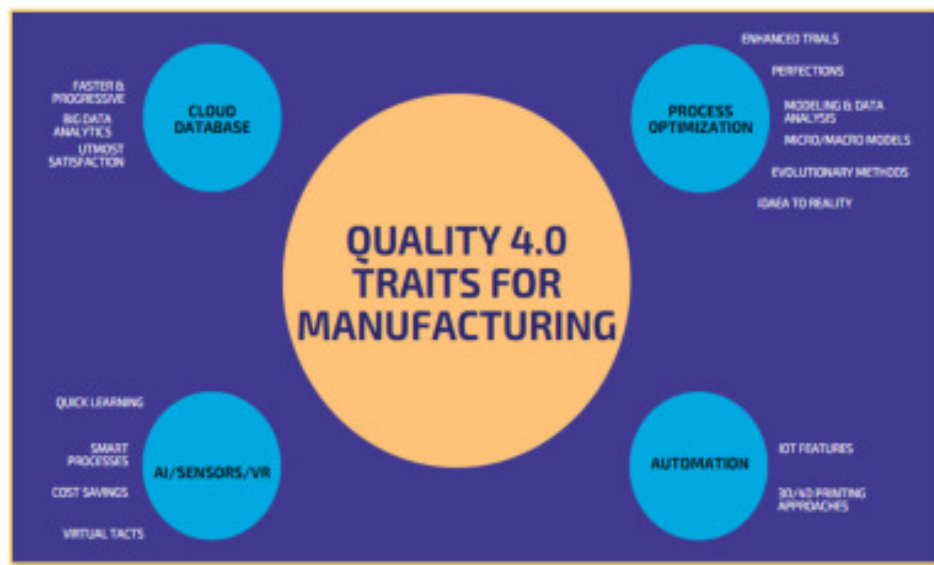 ENHANCED TRIALS
PERFECTIONS
MODELING & DATA
ANALYSIS
MICRO/MACRO MODELS
EVOLUTIONARY METHODS
IDAEA TO REALITY
PROCESS
OPTIMIZATION
FASTER &
PROGRESSIVE
BIG DATA
ANALYTICS
UTMOST
SATISFACTION
CLOUD
DATABASE
QUALITY 4.0
TRAITS FOR
MANUFACTURING
QUICK LEARNING
SMART
PROCESSES
COST SAVINGS
VIRTUAL TACTS
AI/SENSORS/VR
AUTOMATION
IOT FEATURES
3D/4D PRINTING
APPROACHES